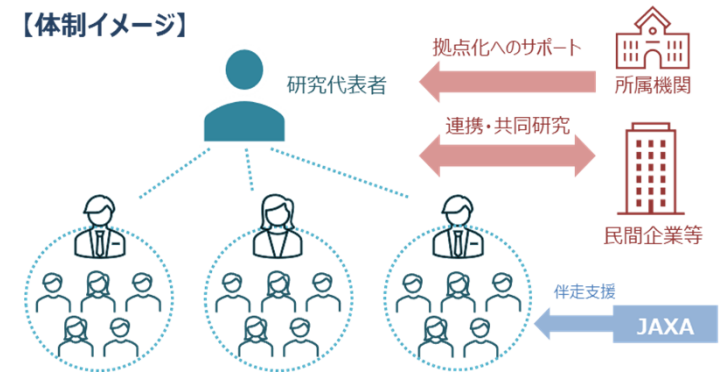 【体制イメージ】
研究代表者
拠点化へのサポート
所属機関
連携・共同研究
民間企業等
伴走支援
JAXA